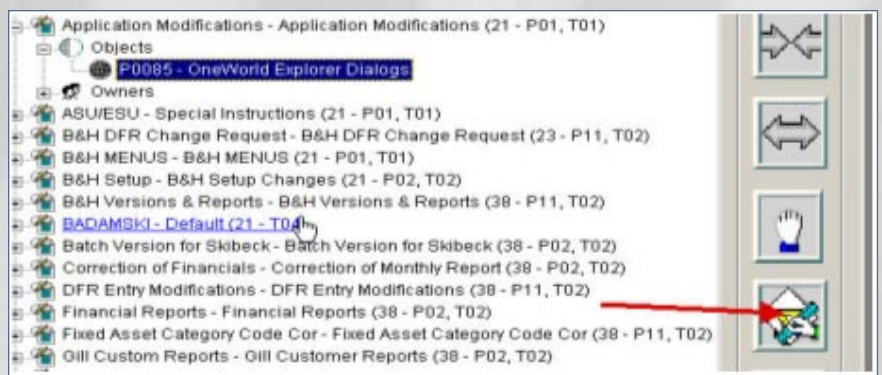 Application Modifications - Application Modifications (21 - P01, T01)
Objects
P0085 - OneWorld Explorer Dialogs
Owners
ASU/ESU - Special Instructions (21 - P01, T01)
B&H DFR Change Request - B&H DFR Change Request (23 - P11, T02)
B&H MENUS - B&H MENUS (21 - P01, T01)
B&H Setup - B&H Setup Changes (21 - P02, T02)
B&H Versions & Reports - B&H Versions & Reports (38 - P11, T02)
BADAMSKI - Default (21 - T04
Batch Version for Skibeck - Batch Version for Skibeck (38 - P02, T02)
Correction of Financials - Correction of Monthly Report (38 - P02, T02)
DFR Entry Modifications - DFR Entry Modifications (38 - P11, T02)
Financial Reports - Financial Reports (38 - P02, T02)
Fixed Asset Category Code Cor - Fixed Asset Category Code Cor (38 - P11, T02)
Gill Custom Reports - Gill Customer Reports (38 - P02, T02)